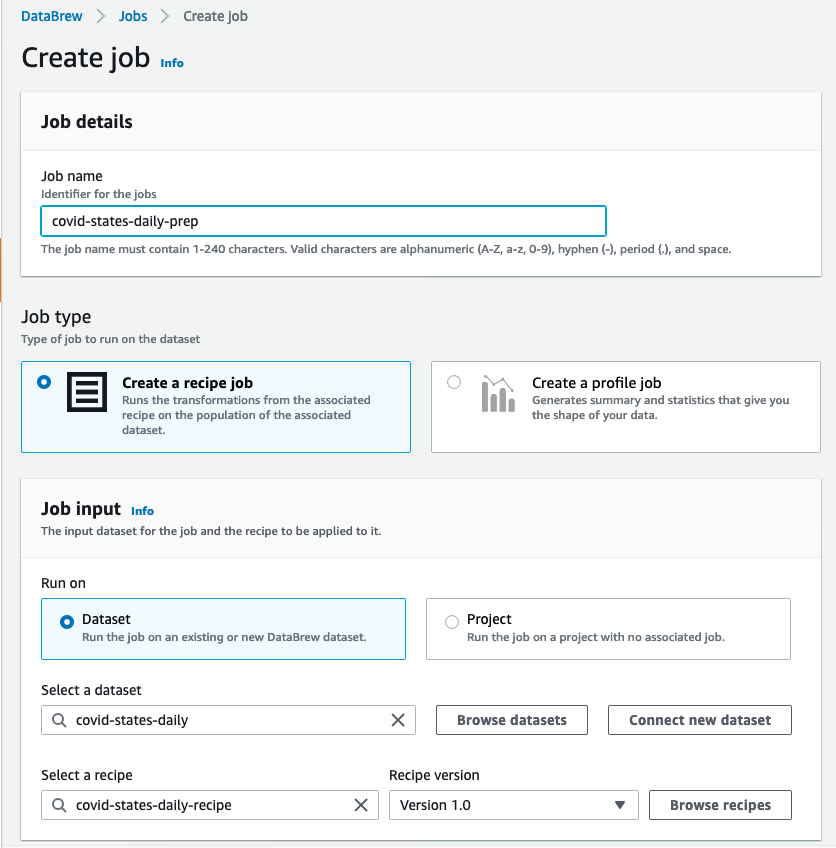 DataBrew > Jobs > Create job
Create job Info
Job details
Job name
Identifier for the jobs
covid-states-daily-prep
The job name must contain 1-240 characters. Valid characters are alphanumeric (A-Z, a-z, 0-9), hyphen (-), period (.), and space.
Job type
Type of job to run on the dataset
Create a recipe job
Runs the transformations from the associated
recipe on the population of the associated
dataset.
Create a profile job
Generates summary and statistics that give you
the shape of your data.
Job input Info
The input dataset for the job and the recipe to be applied to it.
Run on
Dataset
Run the job on an existing or new DataBrew dataset.
Project
Run the job on a project with no associated job.
Select a dataset
covid-states-daily
Browse datasets
Connect new dataset
Select a recipe
covid-states-daily-recipe
Recipe version
Version 1.0
Browse recipes